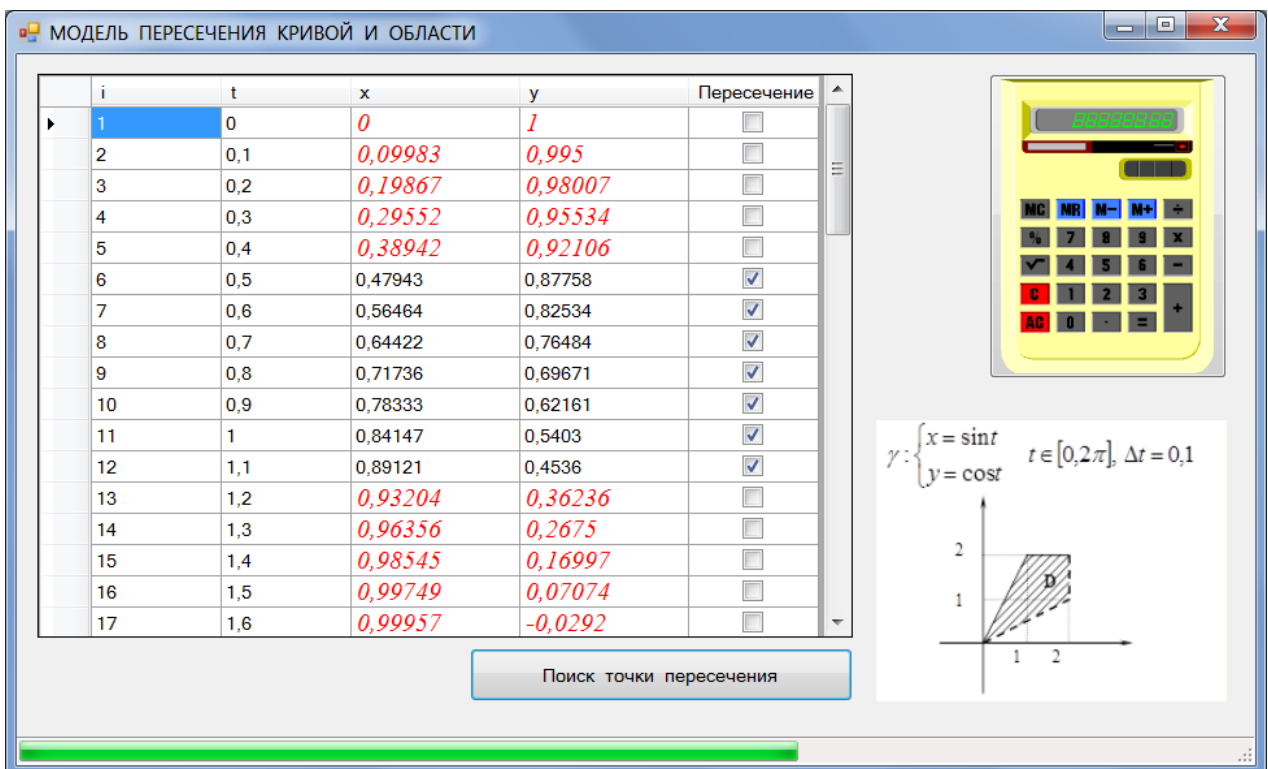 МОДЕЛЬ ПЕРЕСЕЧЕНИЯ КРИВОЙ И ОБЛАСТИ
i t x y Пересечение
1 0 0 1
2 0,1 0,09983 0,995
3 0,2 0,19867 0,98007
4 0,3 0,29552 0,95534
5 0,4 0,38942 0,92106
6 0,5 0,47943 0,87758
7 0,6 0,56464 0,82534
8 0,7 0,64422 0,76484
9 0,8 0,71736 0,69671
10 0,9 0,78333 0,62161
11 1 0,84147 0,5403
12 1,1 0,89121 0,4536
13 1,2 0,93204 0,36236
14 1,3 0,96356 0,2675
15 1,4 0,98545 0,16997
16 1,5 0,99749 0,07074
17 1,6 0,99957 -0,0292
Поиск точки пересечения
88888888
MC MR M− M+ ÷
% 7 8 9 x
√ 4 5 6 −
C 1 2 3 +
AC 0 · =
γ : { x = sin t
y = cos t
t ∈ [0,2π], Δt = 0,1
2
D
1
1 2